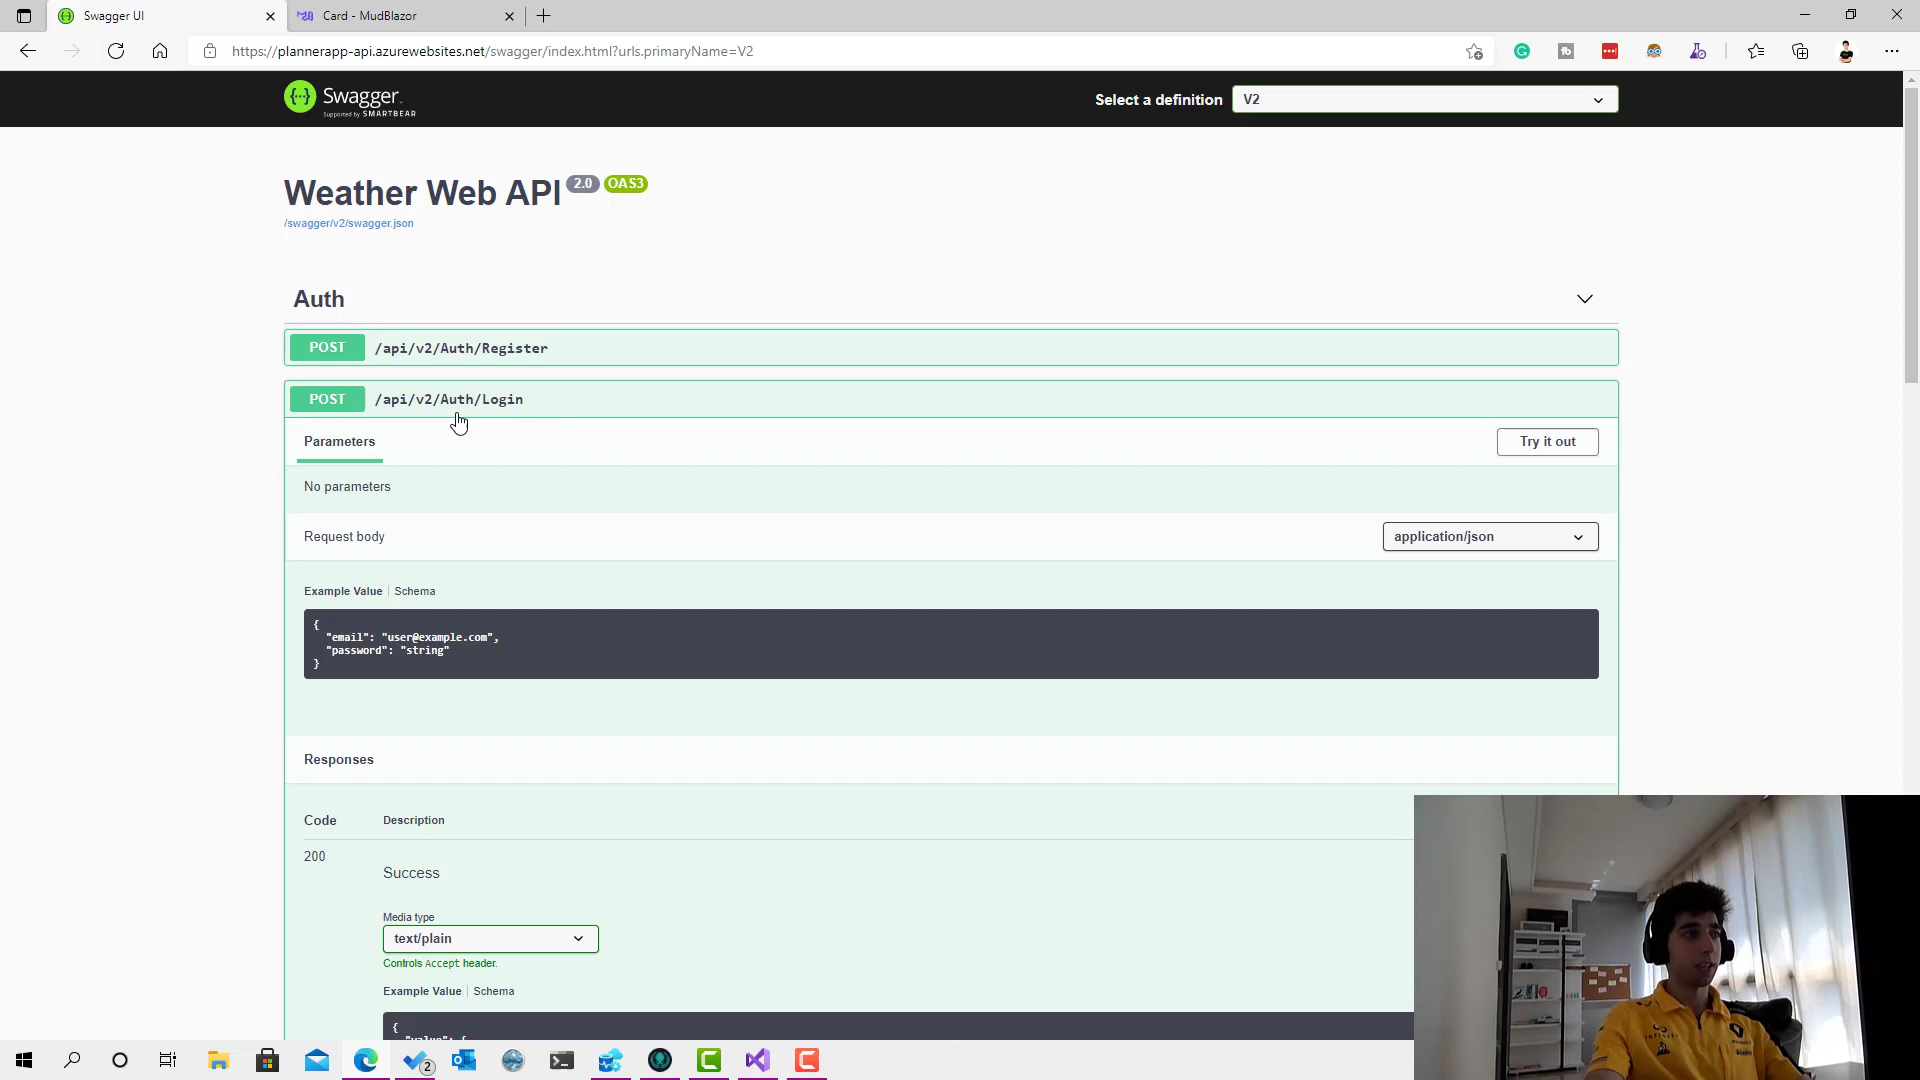 Swagger UI
Card - MudBlazor
https://plannerapp-api.azurewebsites.net/swagger/index.html?urls.primaryName=V2
Swagger
Supported by SMARTBEAR
Select a definition
V2
Weather Web API 2.0 OAS3
/swagger/v2/swagger.json
Auth
POST /api/v2/Auth/Register
POST /api/v2/Auth/Login
Parameters
Try it out
No parameters
Request body
application/json
Example Value | Schema
{
"email": "user@example.com",
"password": "string"
}
Responses
Code Description
200
Success
Media type
text/plain
Controls Accept header.
Example Value | Schema
{
"value": {
2